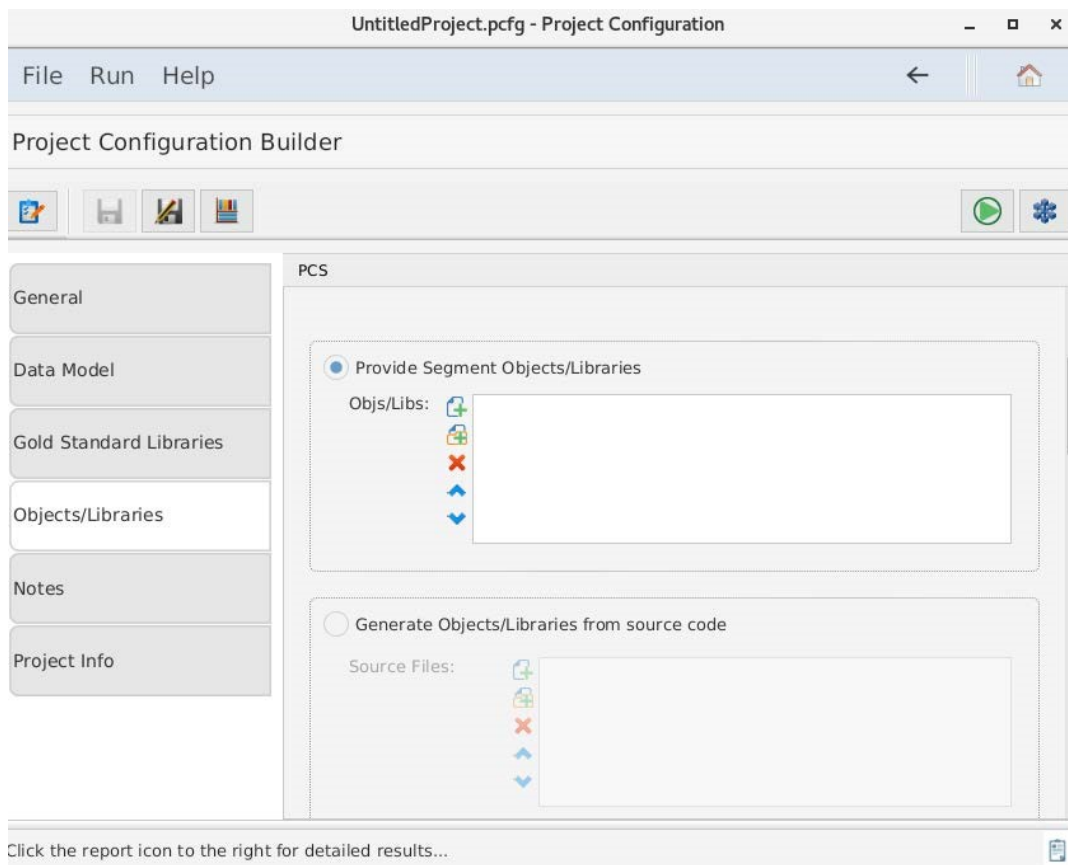 UntitledProject.pcfg - Project Configuration
File Run Help
Project Configuration Builder
PCS
General
Data Model
Gold Standard Libraries
Objects/Libraries
Notes
Project Info
Provide Segment Objects/Libraries
Objs/Libs:
Generate Objects/Libraries from source code
Source Files:
Click the report icon to the right for detailed results...